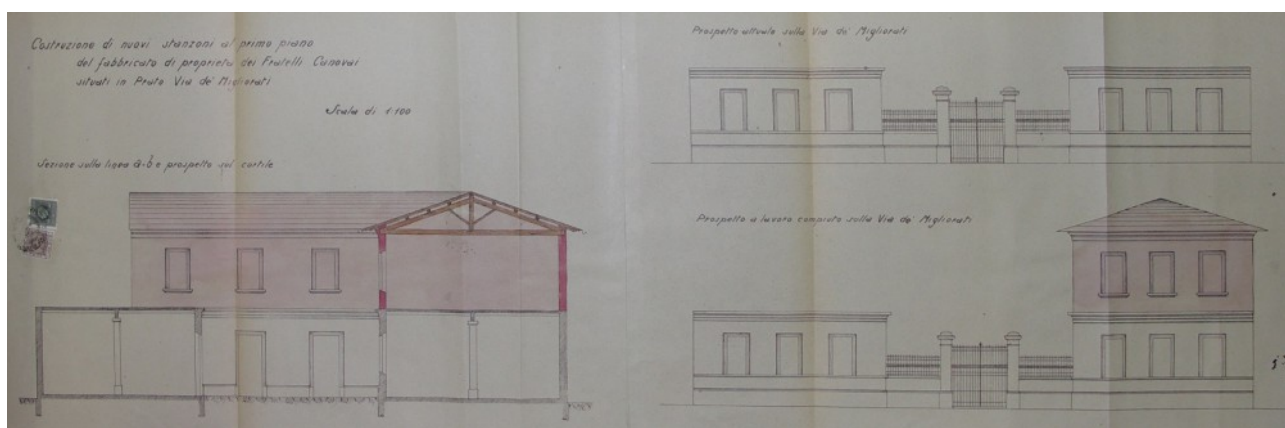 Costruzione di nuovi stanzoni al primo piano
del fabbricato di proprietà dei Fratelli Canovai
situati in Prato Via de' Migliorati
Scala di 1:100
Sezione sulla linea a-b e prospetto sul cortile
Prospetto attuale sulla Via de' Migliorati
Prospetto a lavoro compiuto sulla Via de' Migliorati